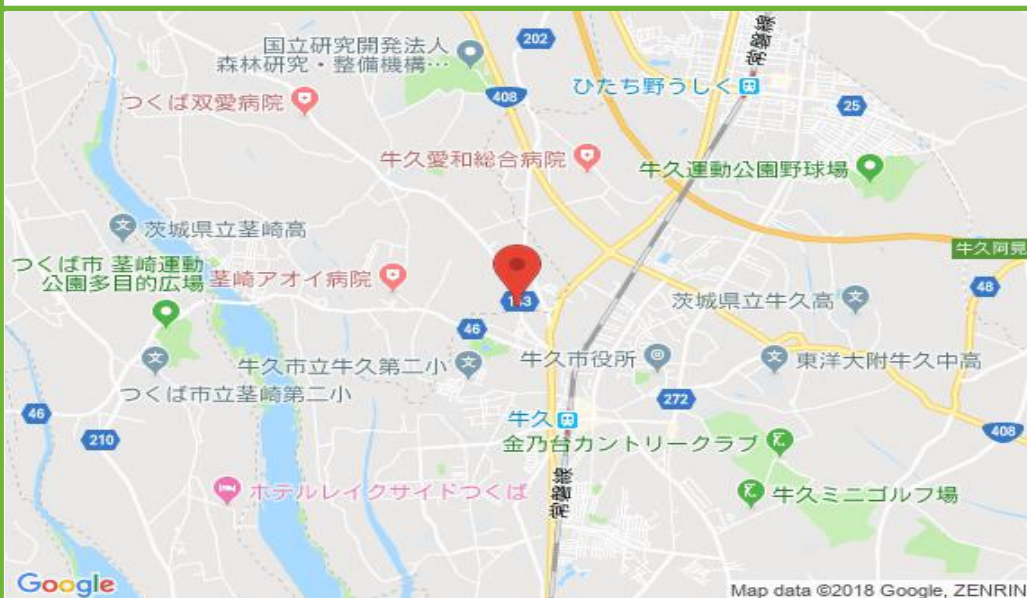 国立研究開発法人
森林研究・整備機構…
202
常磐線
つくば双愛病院
408
ひたち野うしく
25
牛久愛和総合病院
牛久運動公園野球場
茨城県立茎崎高
つくば市 茎崎運動
公園多目的広場
茎崎アオイ病院
牛久阿見
48
茨城県立牛久高
46
牛久市立牛久第二小
牛久市役所
東洋大附牛久中高
つくば市立茎崎第二小
272
46
210
牛久
金乃台カントリークラブ
408
ホテルレイクサイドつくば
常磐線
牛久ミニゴルフ場
Google
Map data ©2018 Google, ZENRIN